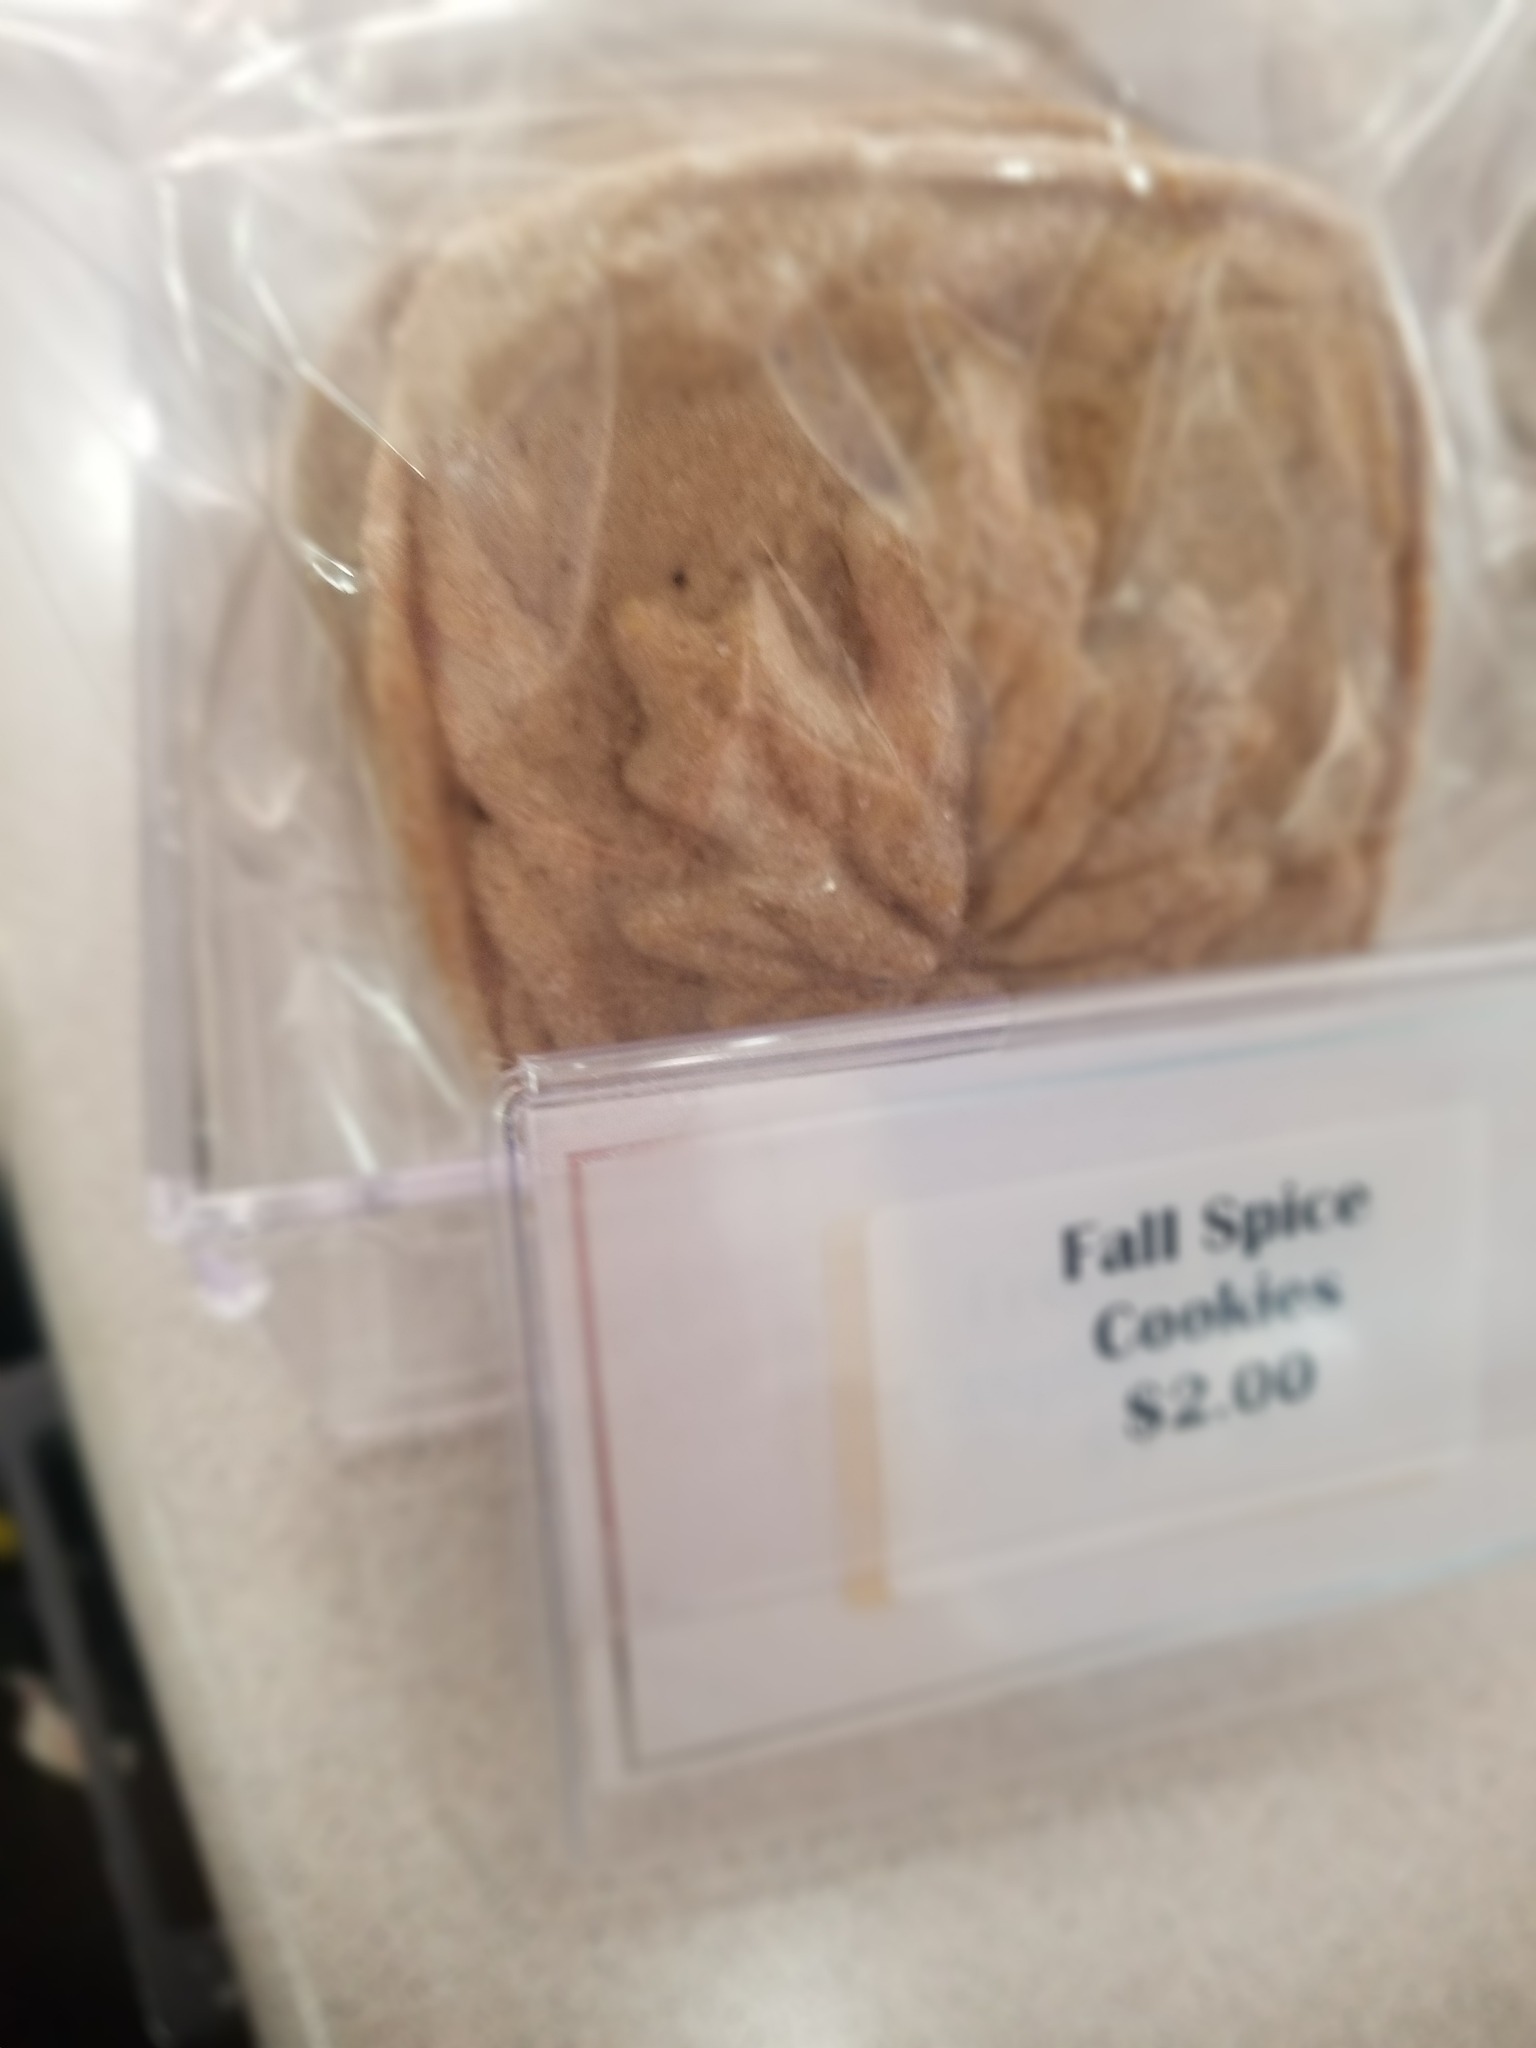 Fall Spice
Cookies
$2.00